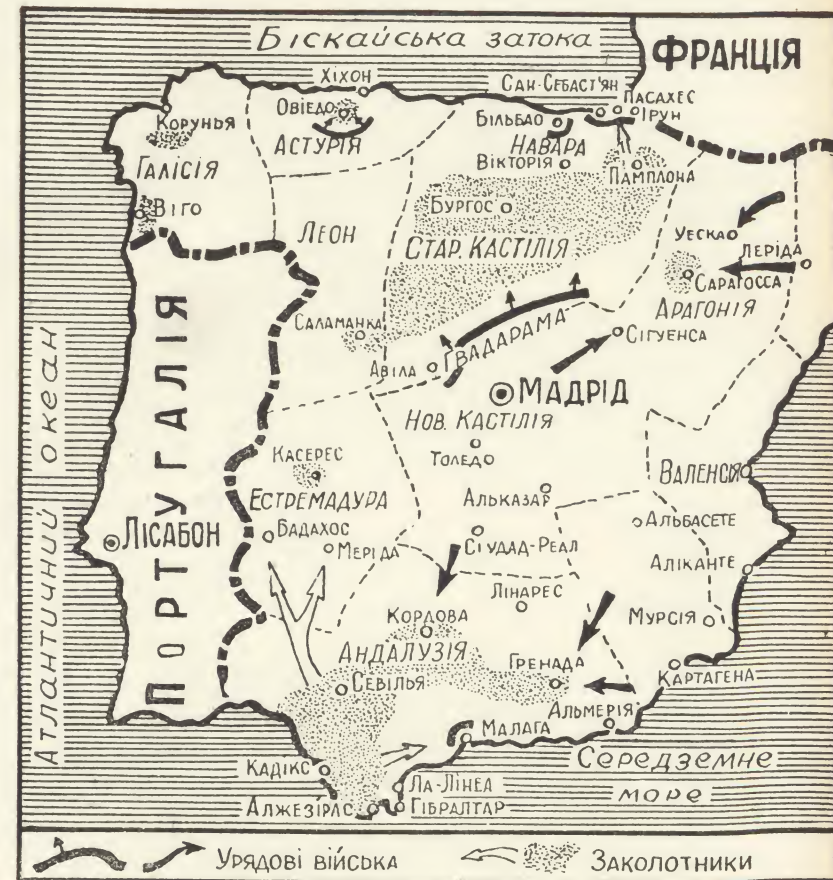 Біскайська затока
ФРАНЦІЯ
Хіхон
Сан-Себаст'ян
Корунья
Овієдо
Більбао
Пасахес
Ірун
Астурія
Навара
Галісія
Вікторія
Памплона
Віго
Бургос
Леон
Уеска
Леріда
Стар. Кастілія
Сарагосса
Арагонія
Саламанка
Гвадарама
Сігуенса
Авіла
Мадрід
Нов. Кастілія
Касерес
Толедо
Валенсія
Естремадура
Альказар
Лісабон
Бадахос
Сіудад-Реал
Альбасете
Меріда
Аліканте
Лінарес
Кордова
Мурсія
Андалузія
Гренада
Картагена
Севілья
Альмерія
Малага
Португалія
Атлантичний океан
Середземне
море
Кадікс
Ла-Лінеа
Алжезірас
Гібралтар
Урядові війська
Заколотники